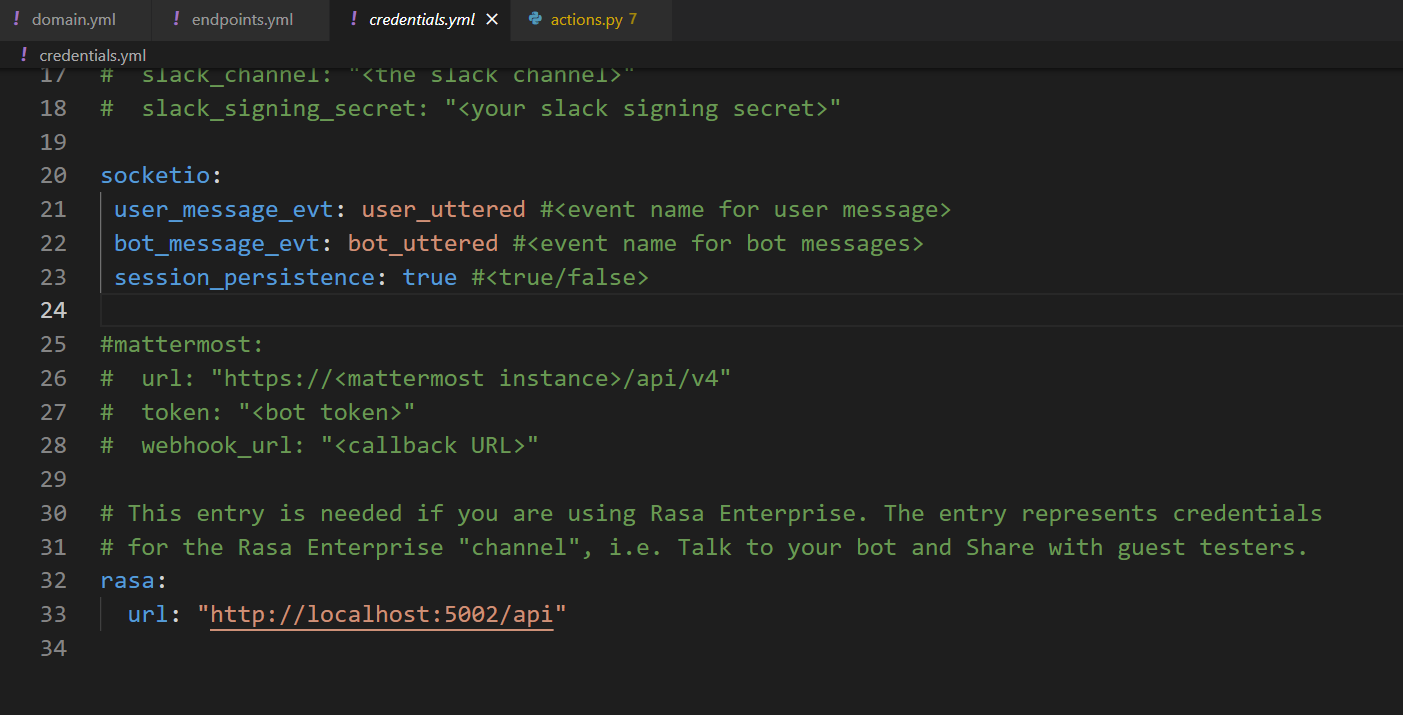 ! domain.yml ! endpoints.yml ! credentials.yml × actions.py 7
! credentials.yml
17 #  slack_channel: "<the slack channel>"
18 #  slack_signing_secret: "<your slack signing secret>"
19
20 socketio:
21  user_message_evt: user_uttered #<event name for user message>
22  bot_message_evt: bot_uttered #<event name for bot messages>
23  session_persistence: true #<true/false>
24
25 #mattermost:
26 #  url: "https://<mattermost instance>/api/v4"
27 #  token: "<bot token>"
28 #  webhook_url: "<callback URL>"
29
30 # This entry is needed if you are using Rasa Enterprise. The entry represents credentials
31 # for the Rasa Enterprise "channel", i.e. Talk to your bot and Share with guest testers.
32 rasa:
33   url: "http://localhost:5002/api"
34